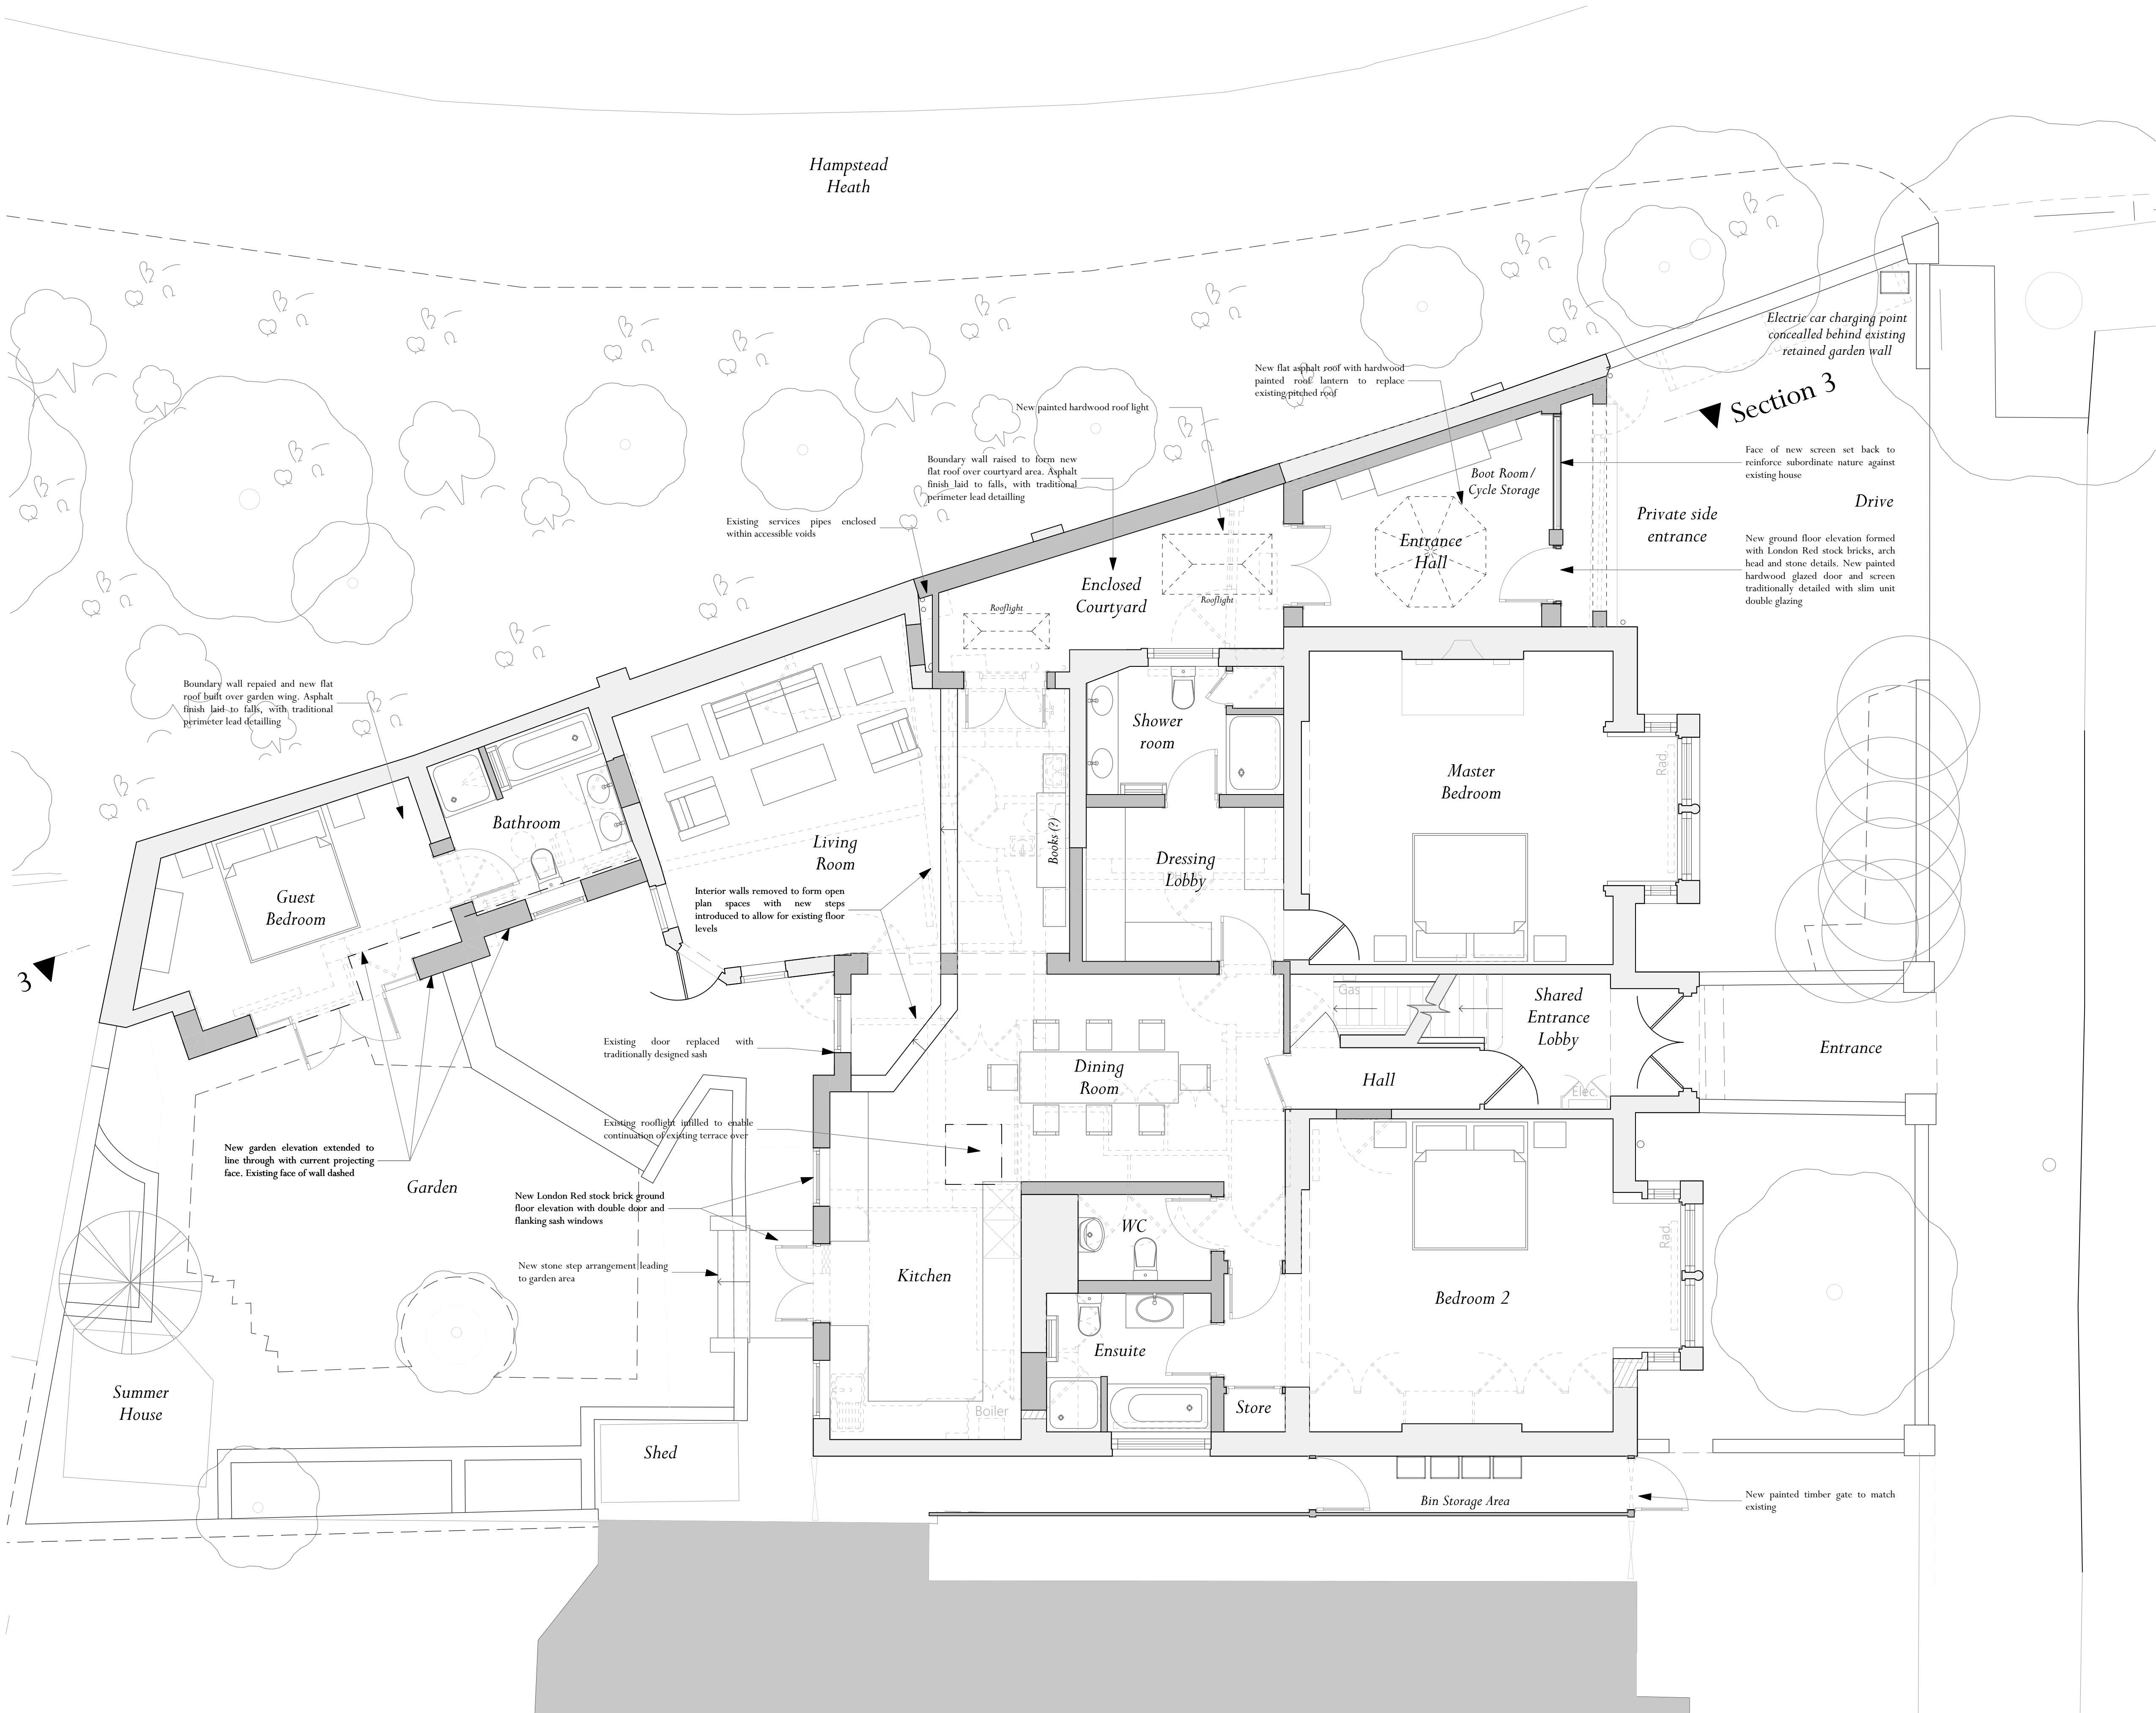 Hampstead
Heath
Electric car charging point
concealled behind existing
retained garden wall
Section 3
New flat asphalt roof with hardwood
painted roof lantern to replace
existing pitched roof
New painted hardwood roof light
Boundary wall raised to form new
flat roof over courtyard area. Asphalt
finish laid to falls, with traditional
perimeter lead detailling
Existing services pipes enclosed
within accessible voids
Face of new screen set back to
reinforce subordinate nature against
existing house
Boot Room/
Cycle Storage
Drive
Private side
entrance
Entrance
Hall
New ground floor elevation formed
with London Red stock bricks, arch
head and stone details. New painted
hardwood glazed door and screen
traditionally detailed with slim unit
double glazing
Enclosed
Courtyard
Rooflight
Rooflight
Boundary wall repaied and new flat
roof built over garden wing. Asphalt
finish laid to falls, with traditional
perimeter lead detailling
Shower
room
Master
Bedroom
Rad.
Bathroom
Living
Room
Books (?)
Dressing
Lobby
Guest
Bedroom
Interior walls removed to form open
plan spaces with new steps
introduced to allow for existing floor
levels
3
Gas
Shared
Entrance
Lobby
Existing door replaced with
traditionally designed sash
Dining
Room
Hall
Elec.
Entrance
Existing rooflight infilled to enable
continuation of existing terrace over
New garden elevation extended to
line through with current projecting
face. Existing face of wall dashed
Garden
New London Red stock brick ground
floor elevation with double door and
flanking sash windows
WC
Rad.
New stone step arrangement leading
to garden area
Kitchen
Bedroom 2
Ensuite
Summer
House
Boiler
Store
Shed
Bin Storage Area
New painted timber gate to match
existing